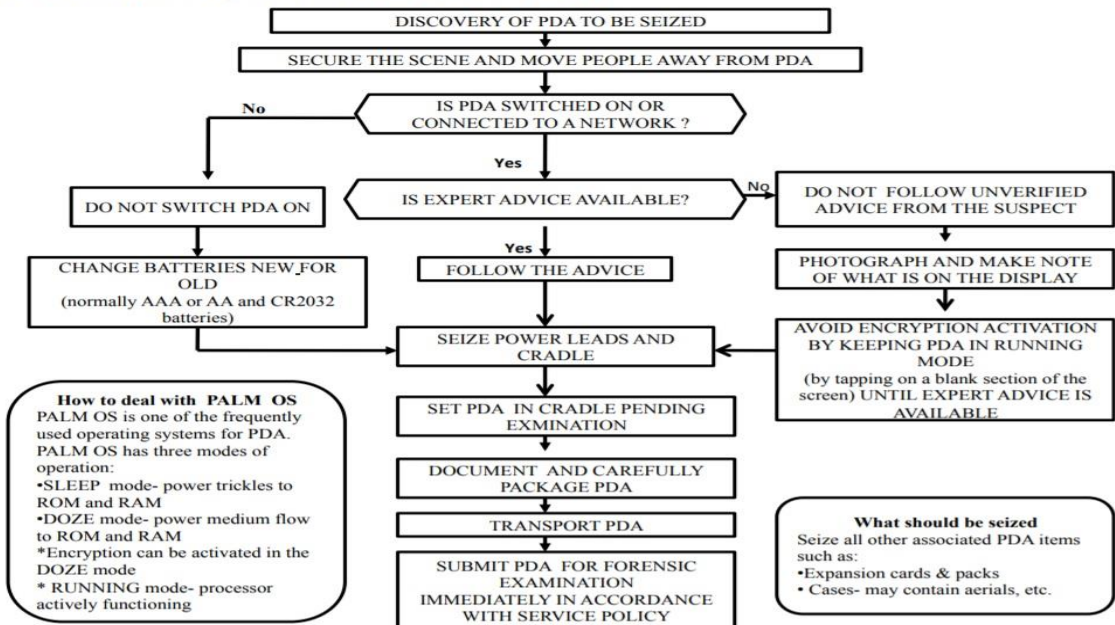 DISCOVERY OF PDA TO BE SEIZED
SECURE THE SCENE AND MOVE PEOPLE AWAY FROM PDA
IS PDA SWITCHED ON OR
CONNECTED TO A NETWORK ?
No
Yes
DO NOT SWITCH PDA ON
IS EXPERT ADVICE AVAILABLE?
No
DO NOT FOLLOW UNVERIFIED
ADVICE FROM THE SUSPECT
CHANGE BATTERIES NEW FOR
OLD
(normally AAA or AA and CR2032
batteries)
Yes
FOLLOW THE ADVICE
PHOTOGRAPH AND MAKE NOTE
OF WHAT IS ON THE DISPLAY
SEIZE POWER LEADS AND
CRADLE
AVOID ENCRYPTION ACTIVATION
BY KEEPING PDA IN RUNNING
MODE
(by tapping on a blank section of the
screen) UNTIL EXPERT ADVICE IS
AVAILABLE
How to deal with PALM OS
PALM OS is one of the frequently
used operating systems for PDA.
PALM OS has three modes of
operation:
•SLEEP mode- power trickles to
ROM and RAM
•DOZE mode- power medium flow
to ROM and RAM
*Encryption can be activated in the
DOZE mode
* RUNNING mode- processor
actively functioning
SET PDA IN CRADLE PENDING
EXMINATION
DOCUMENT AND CAREFULLY
PACKAGE PDA
TRANSPORT PDA
SUBMIT PDA FOR FORENSIC
EXAMINATION
IMMEDIATELY IN ACCORDANCE
WITH SERVICE POLICY
What should be seized
Seize all other associated PDA items
such as:
•Expansion cards & packs
• Cases- may contain aerials, etc.